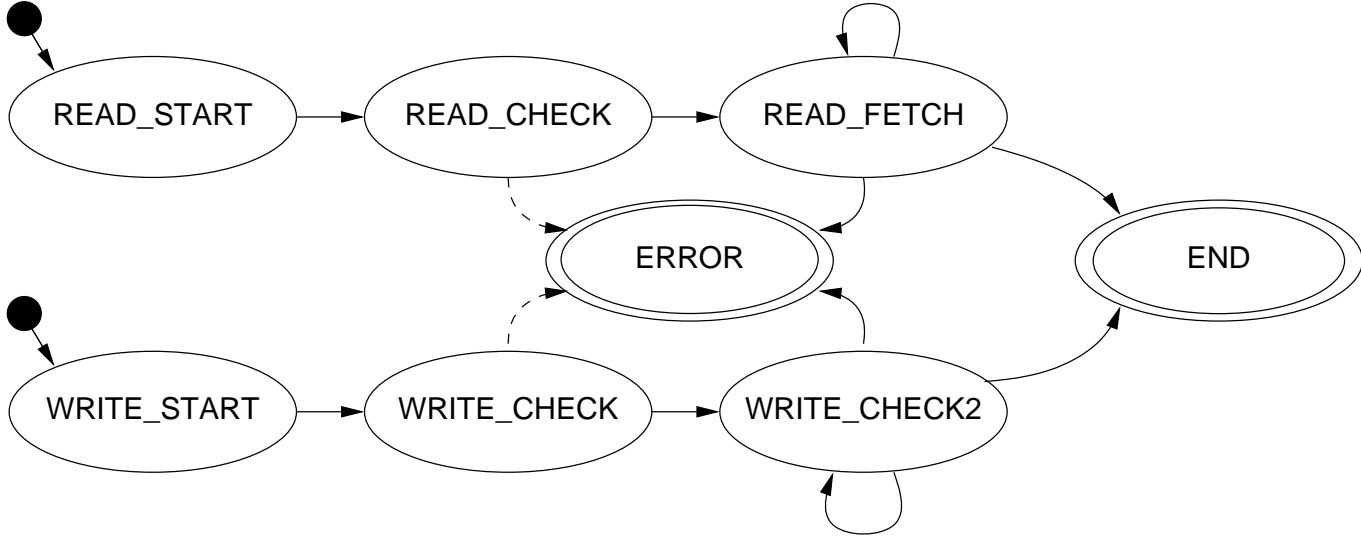 READ_START
READ_CHECK
READ_FETCH
ERROR
END
WRITE_START
WRITE_CHECK
WRITE_CHECK2